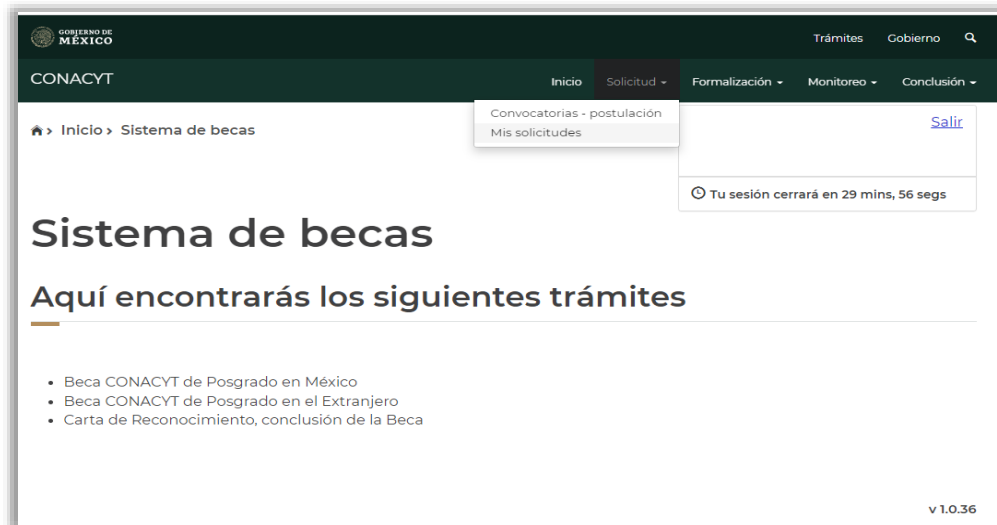 GOBIERNO DE
MÉXICO
Trámites Gobierno
CONACYT
Inicio Solicitud Formalización Monitoreo Conclusión
Convocatorias - postulación
Mis solicitudes
Inicio › Sistema de becas
Salir
Tu sesión cerrará en 29 mins, 56 segs
Sistema de becas
Aquí encontrarás los siguientes trámites
• Beca CONACYT de Posgrado en México
• Beca CONACYT de Posgrado en el Extranjero
• Carta de Reconocimiento, conclusión de la Beca
v 1.0.36